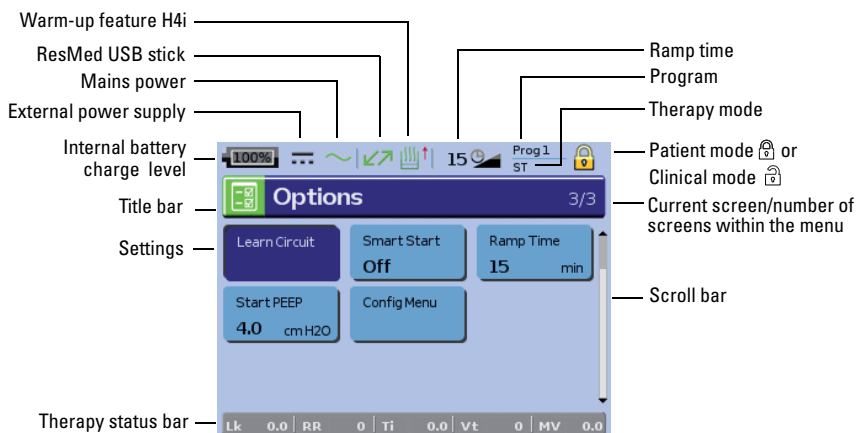 Warm-up feature H4i
ResMed USB stick
Mains power
External power supply
Internal battery
charge level
Title bar
Settings
Therapy status bar
Ramp time
Program
Therapy mode
Patient mode or
Clinical mode
Current screen/number of
screens within the menu
Scroll bar
100% 15 Prog 1
ST
Options 3/3
Learn Circuit
Smart Start
Off
Ramp Time
15 min
Start PEEP
4.0 cm H2O
Config Menu
Lk 0.0 RR 0 Ti 0.0 Vt 0 MV 0.0